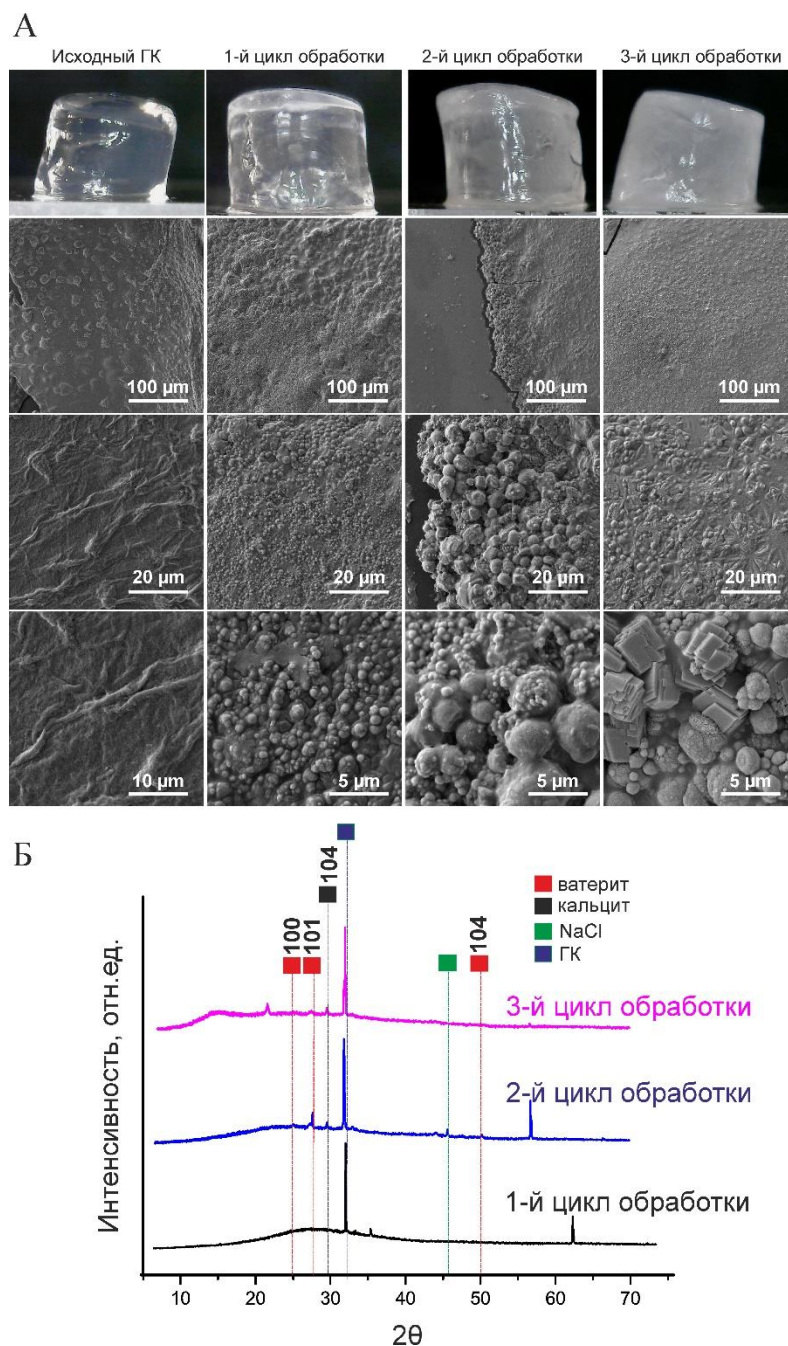 А
Исходный ГК 1-й цикл обработки 2-й цикл обработки 3-й цикл обработки
100 µm 100 µm 100 µm 100 µm
20 µm 20 µm 20 µm 20 µm
10 µm 5 µm 5 µm 5 µm
Б
Интенсивность, отн.ед.
100
101
104
104
ватерит
кальцит
NaCl
ГК
3-й цикл обработки
2-й цикл обработки
1-й цикл обработки
10 20 30 40 50 60 70
2θ